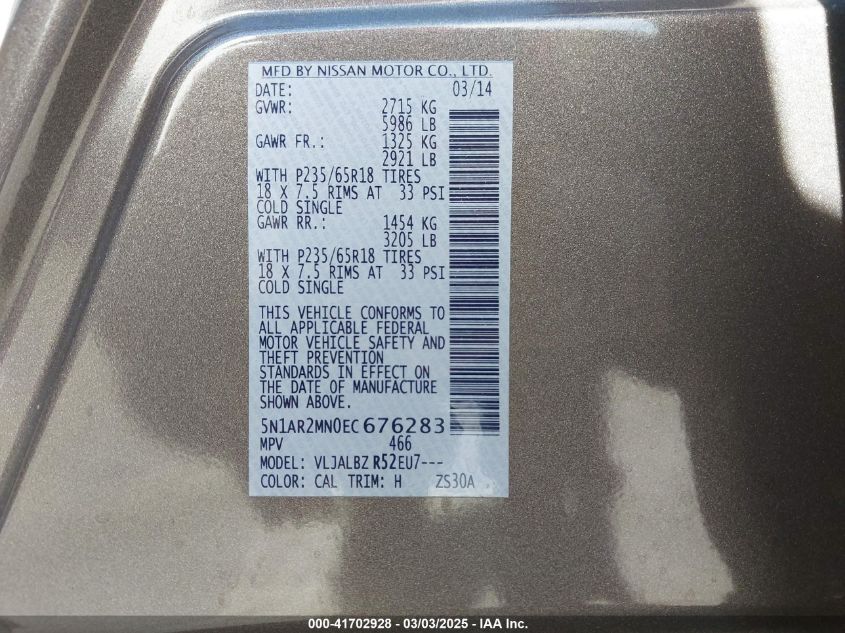 MFD BY NISSAN MOTOR CO., LTD.
DATE: 03/14
GVWR: 2715 KG
5986 LB
GAWR FR.: 1325 KG
2921 LB
WITH P235/65R18 TIRES
18 X 7.5 RIMS AT 33 PSI
COLD SINGLE
GAWR RR.: 1454 KG
3205 LB
WITH P235/65R18 TIRES
18 X 7.5 RIMS AT 33 PSI
COLD SINGLE
THIS VEHICLE CONFORMS TO
ALL APPLICABLE FEDERAL
MOTOR VEHICLE SAFETY AND
THEFT PREVENTION
STANDARDS IN EFFECT ON
THE DATE OF MANUFACTURE
SHOWN ABOVE.
5N1AR2MN0EC676283
MPV 466
MODEL: VLJALBZ R52EU7---
COLOR: CAL TRIM: H ZS30A
000-41702928 - 03/03/2025 - IAA Inc.